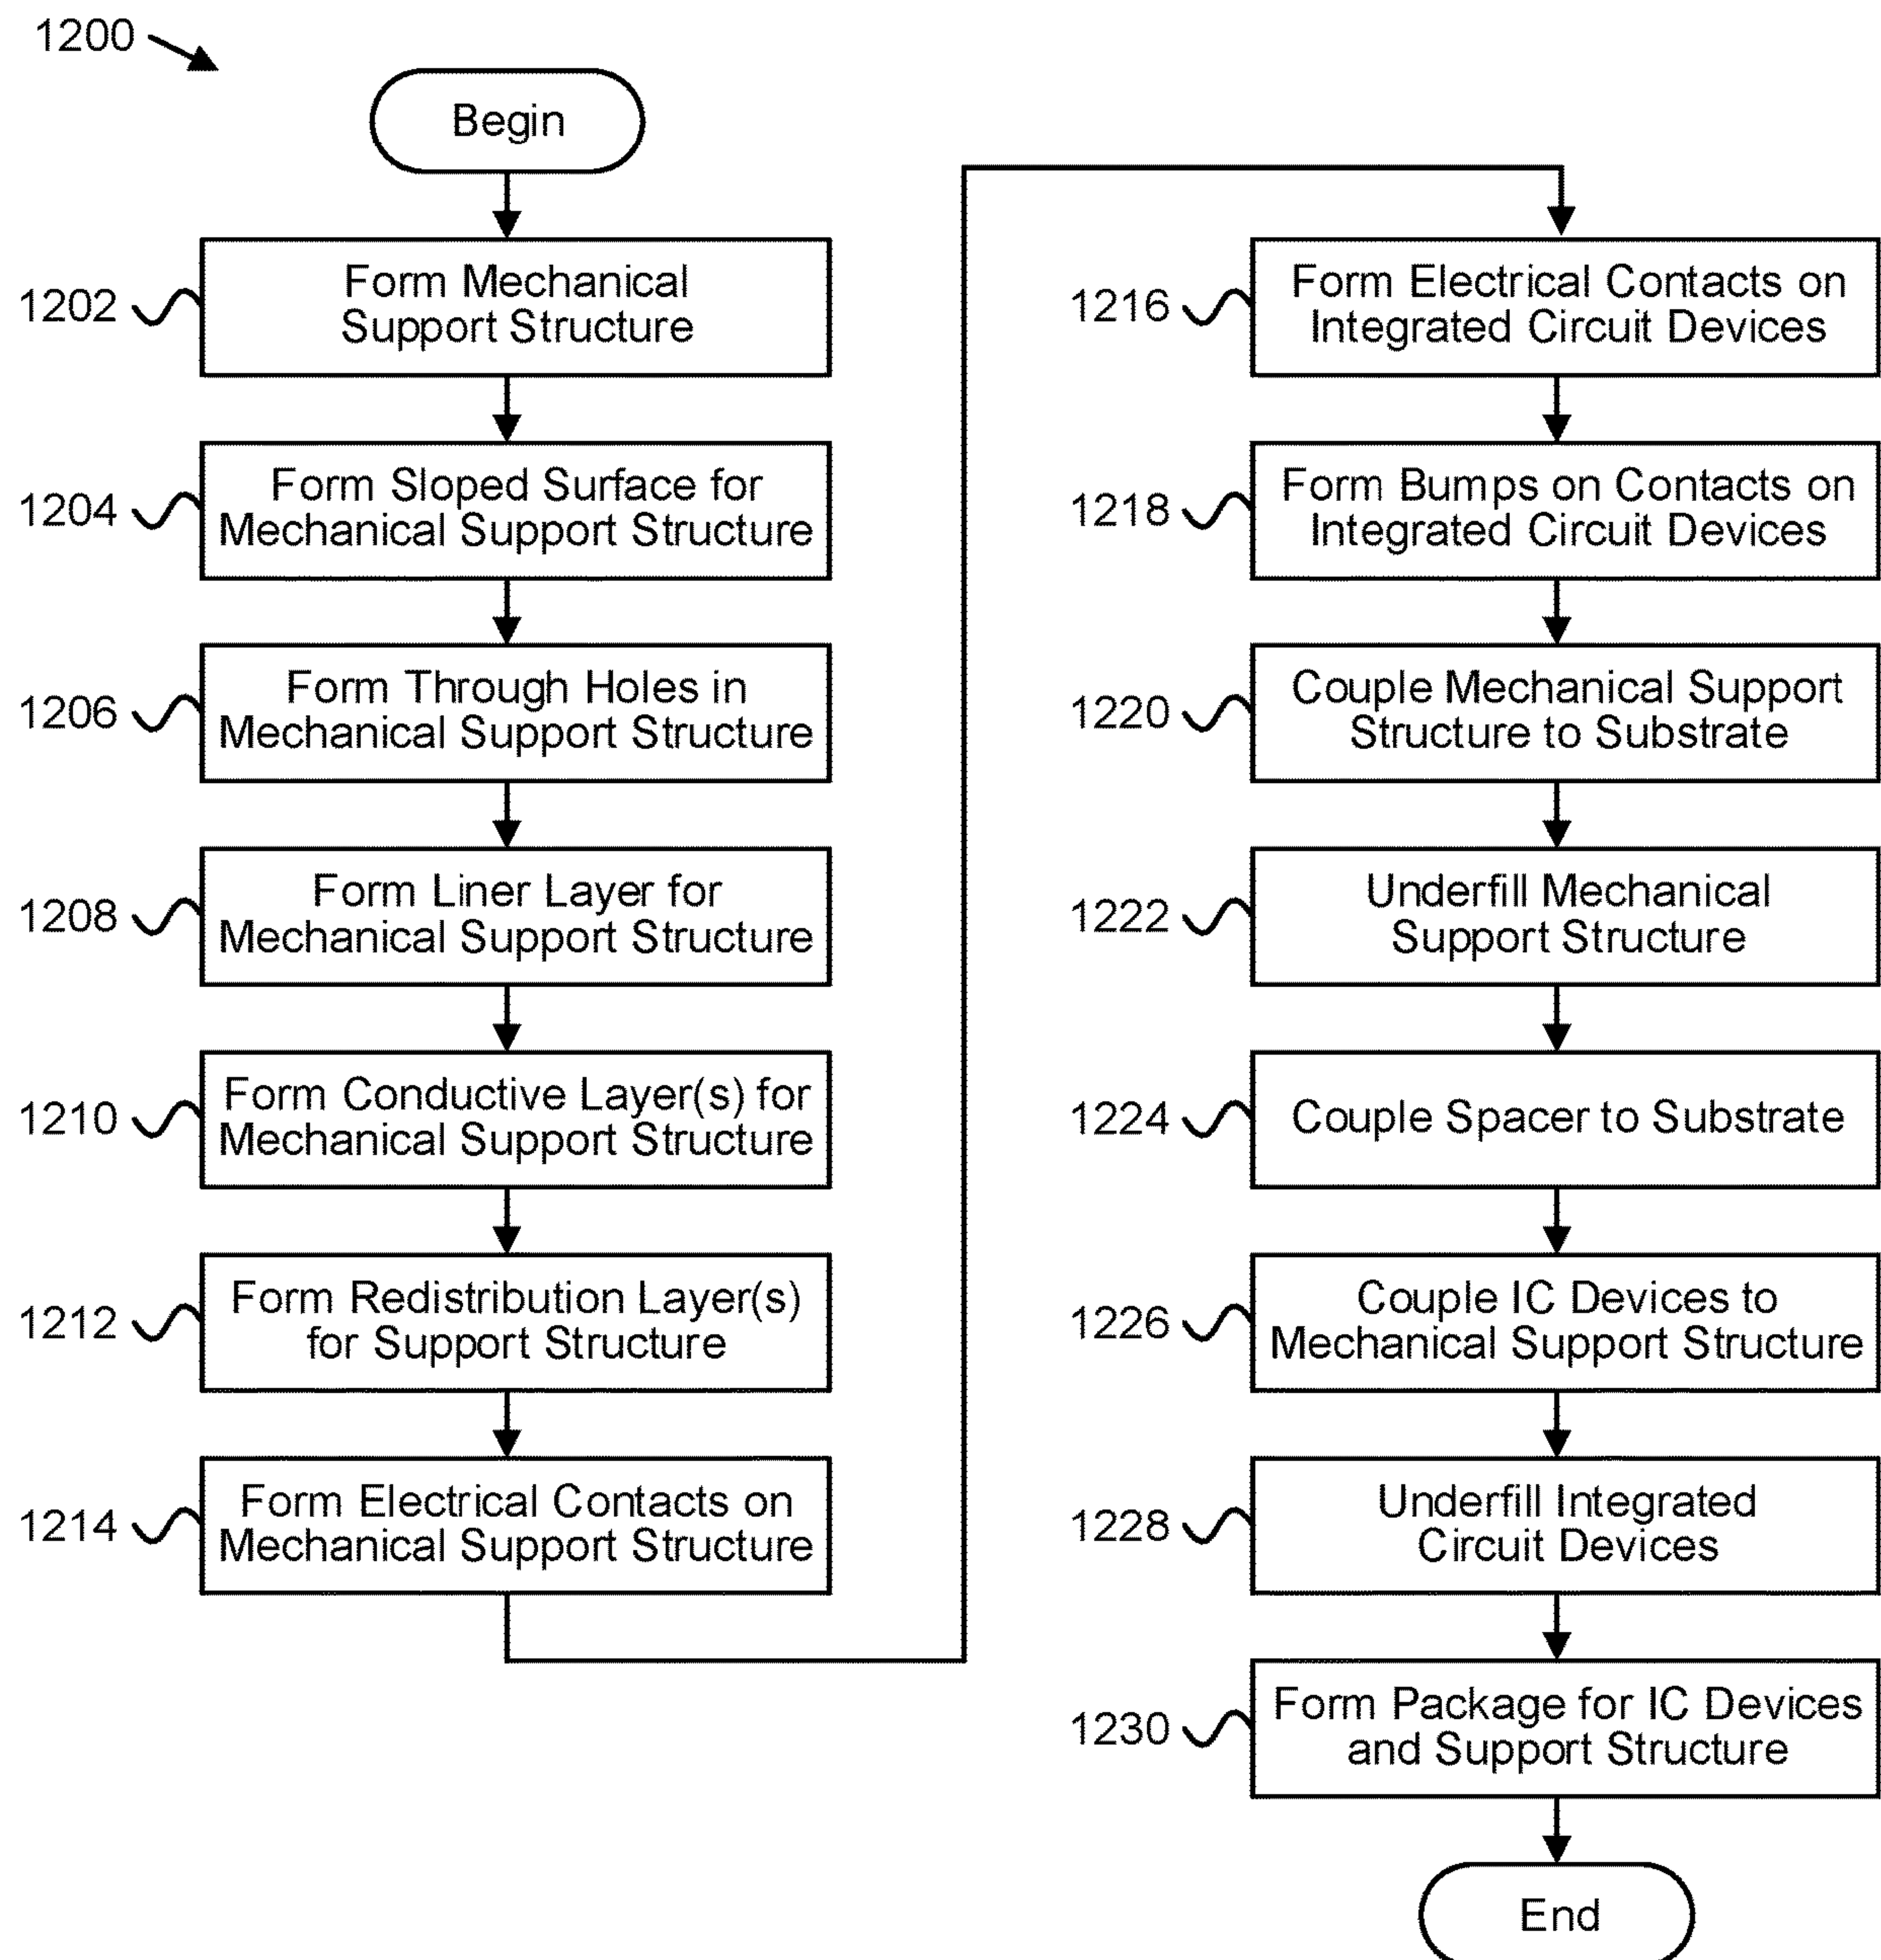 1200
Begin
1202
Form Mechanical
Support Structure
1204
Form Sloped Surface for
Mechanical Support Structure
1206
Form Through Holes in
Mechanical Support Structure
1208
Form Liner Layer for
Mechanical Support Structure
1210
Form Conductive Layer(s) for
Mechanical Support Structure
1212
Form Redistribution Layer(s)
for Support Structure
1214
Form Electrical Contacts on
Mechanical Support Structure
1216
Form Electrical Contacts on
Integrated Circuit Devices
1218
Form Bumps on Contacts on
Integrated Circuit Devices
1220
Couple Mechanical Support
Structure to Substrate
1222
Underfill Mechanical
Support Structure
1224
Couple Spacer to Substrate
1226
Couple IC Devices to
Mechanical Support Structure
1228
Underfill Integrated
Circuit Devices
1230
Form Package for IC Devices
and Support Structure
End